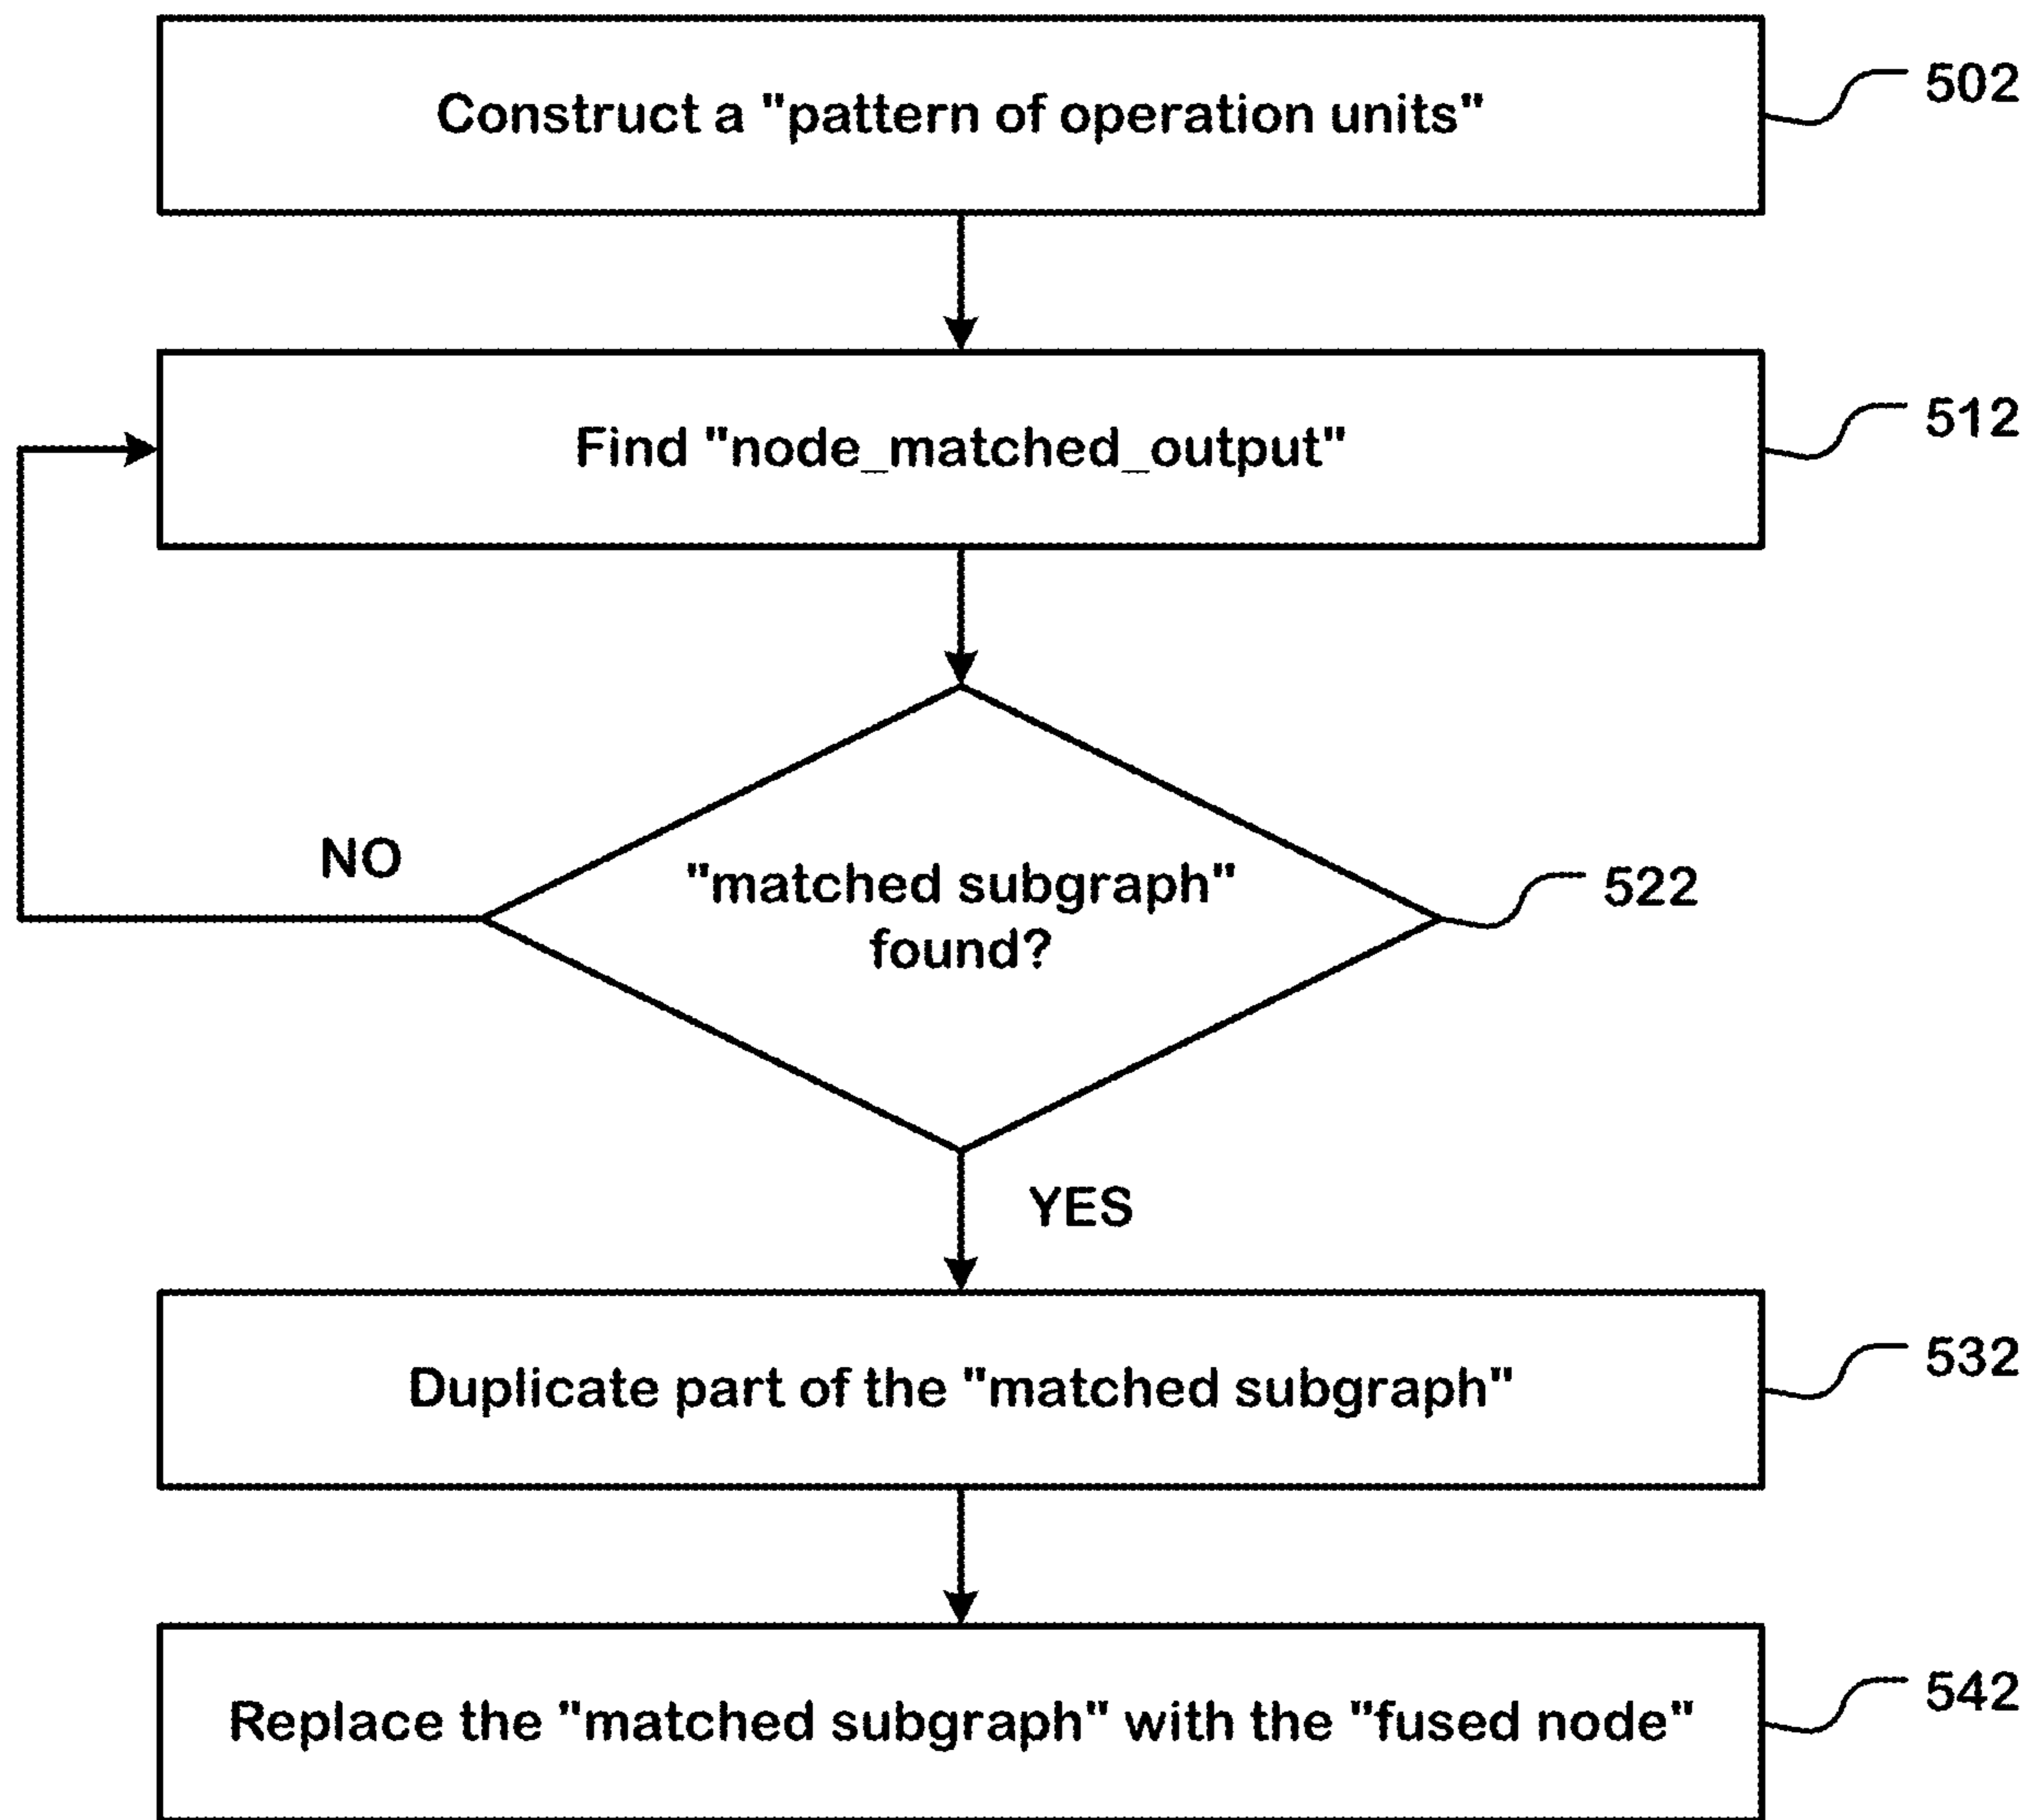 Construct a "pattern of operation units"
502
Find "node_matched_output"
512
NO
"matched subgraph"
found?
522
YES
Duplicate part of the "matched subgraph"
532
Replace the "matched subgraph" with the "fused node"
542